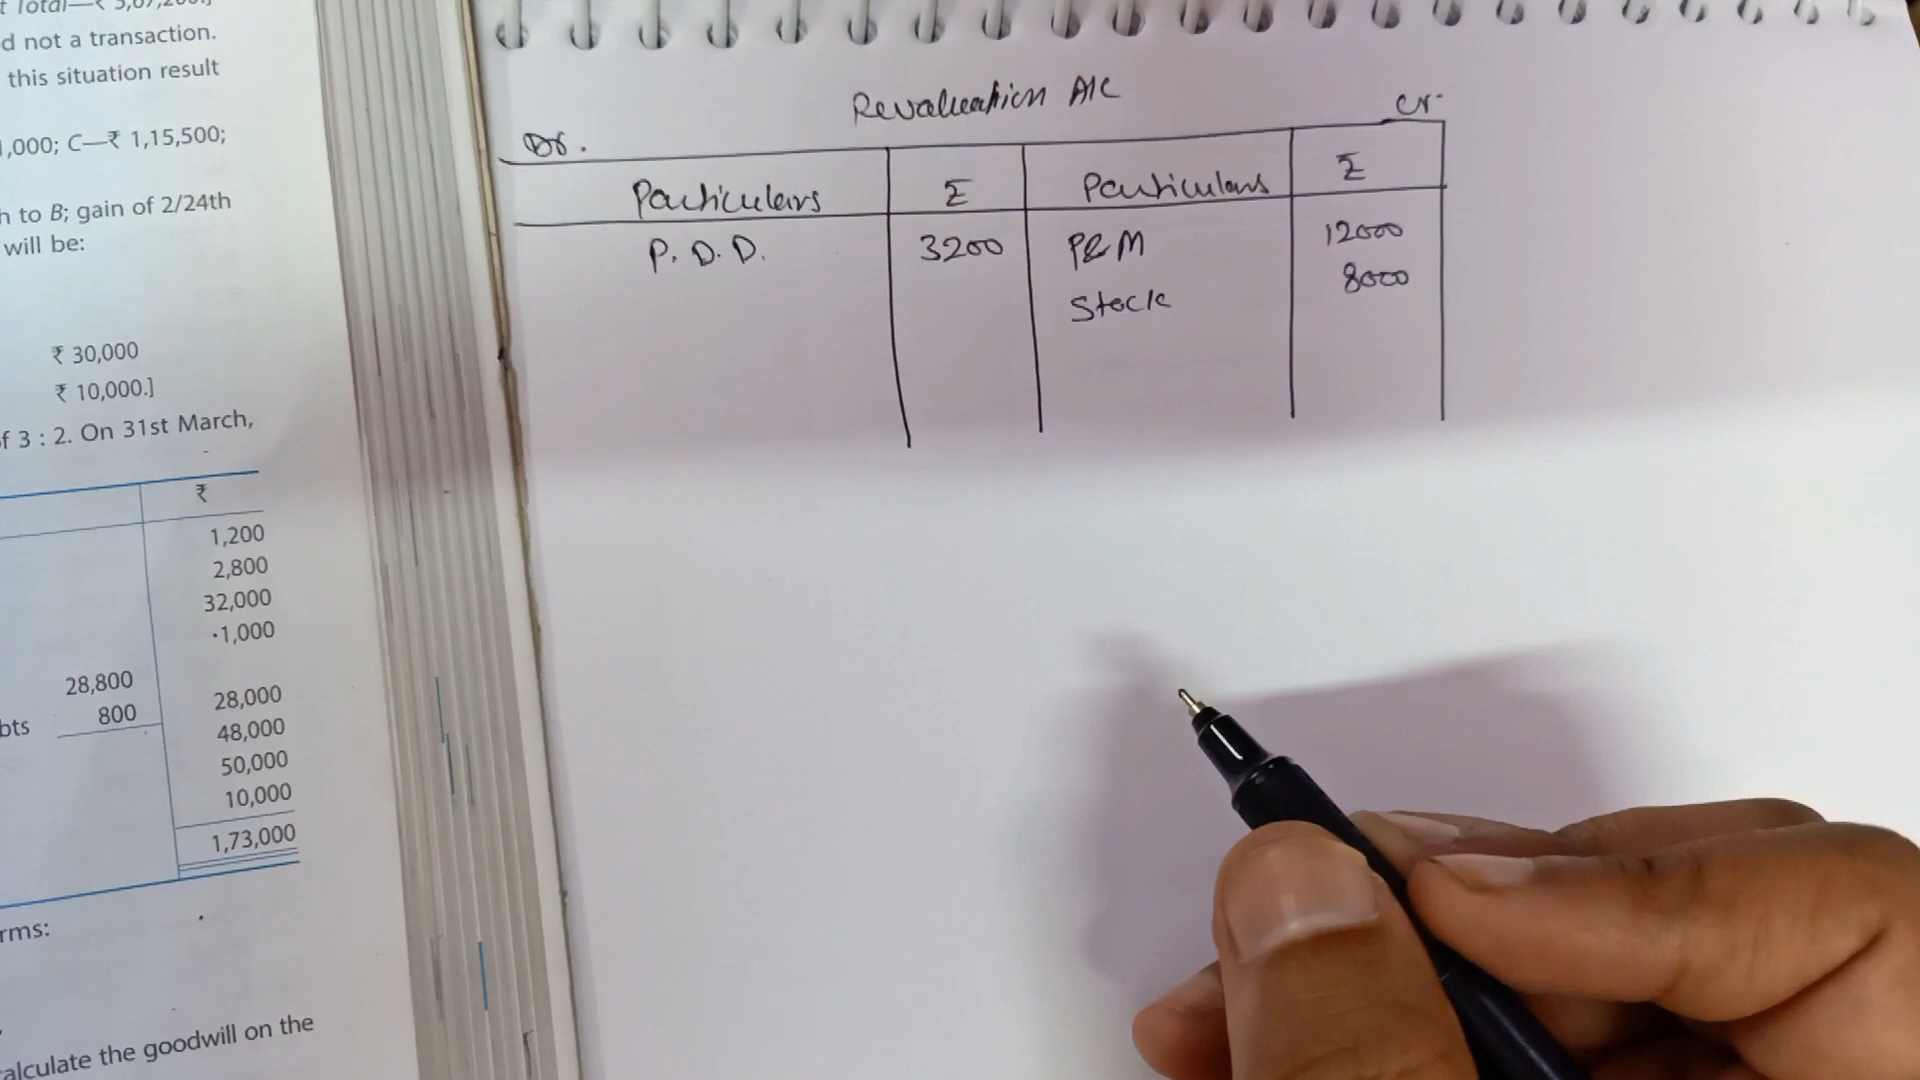 d not a transaction.
this situation result
,000; C—₹ 1,15,500;
h to B; gain of 2/24th
will be:
₹ 30,000
₹ 10,000.]
f 3 : 2. On 31st March,
₹
1,200
2,800
32,000
1,000
28,800 28,000
bts 800 48,000
50,000
10,000
1,73,000
rms:
alculate the goodwill on the
Revaluation A/C
Dr. Cr.
Particulars ₹ Particulars ₹
P. D. D. 3200 P&M 12000
Stock 8000